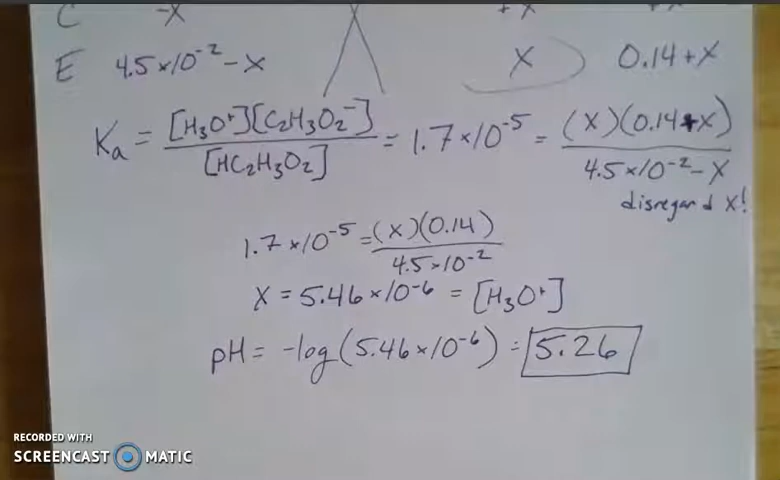 C -X + X + X
E 4.5×10⁻² - X X 0.14 + X
Ka = [H₃O⁺][C₂H₃O₂⁻] / [HC₂H₃O₂] = 1.7×10⁻⁵ = (X)(0.14+X) / 4.5×10⁻² - X
disregard X!
1.7×10⁻⁵ = (X)(0.14) / 4.5×10⁻²
X = 5.46×10⁻⁶ = [H₃O⁺]
pH = -log(5.46×10⁻⁶) = 5.26
RECORDED WITH
SCREENCAST MATIC